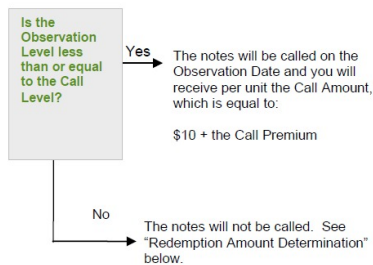 Is the
Observation
Level less
than or equal
to the Call
Level?
Yes
The notes will be called on the
Observation Date and you will
receive per unit the Call Amount,
which is equal to:
$10 + the Call Premium
No
The notes will not be called. See
“Redemption Amount Determination”
below.